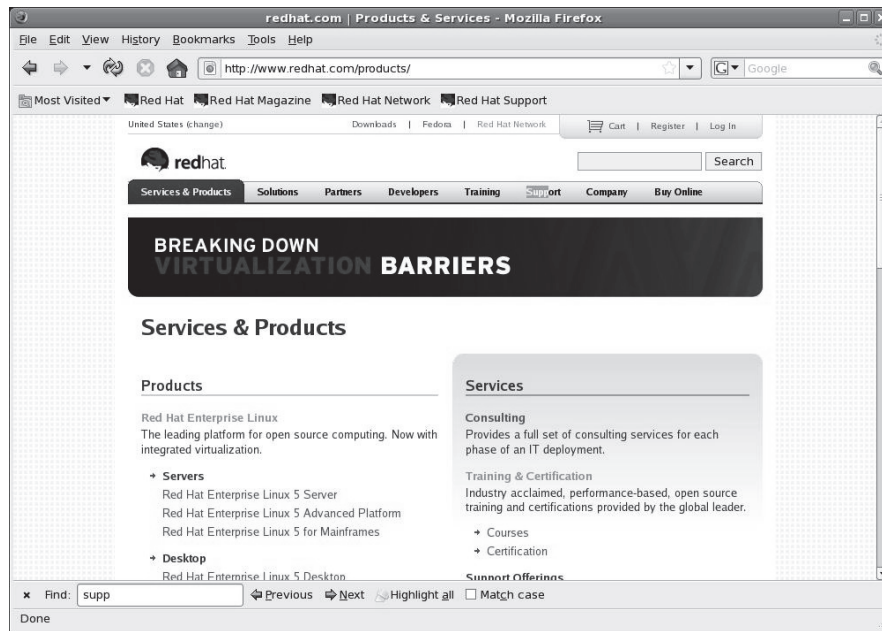 redhat.com | Products & Services - Mozilla Firefox
File Edit View History Bookmarks Tools Help
http://www.redhat.com/products/
G Google
Most Visited Red Hat Red Hat Magazine Red Hat Network Red Hat Support
United States (change) Downloads | Fedora | Red Hat Network Cart | Register | Log In
redhat. Search
Services & Products Solutions Partners Developers Training Support Company Buy Online
BREAKING DOWN
VIRTUALIZATION BARRIERS
Services & Products
Products
Red Hat Enterprise Linux
The leading platform for open source computing. Now with
integrated virtualization.
Servers
Red Hat Enterprise Linux 5 Server
Red Hat Enterprise Linux 5 Advanced Platform
Red Hat Enterprise Linux 5 for Mainframes
Desktop
Red Hat Enterprise Linux 5 Desktop
Services
Consulting
Provides a full set of consulting services for each
phase of an IT deployment.
Training & Certification
Industry acclaimed, performance-based, open source
training and certifications provided by the global leader.
Courses
Certification
Support Offerings
Find: supp Previous Next Highlight all Match case
Done